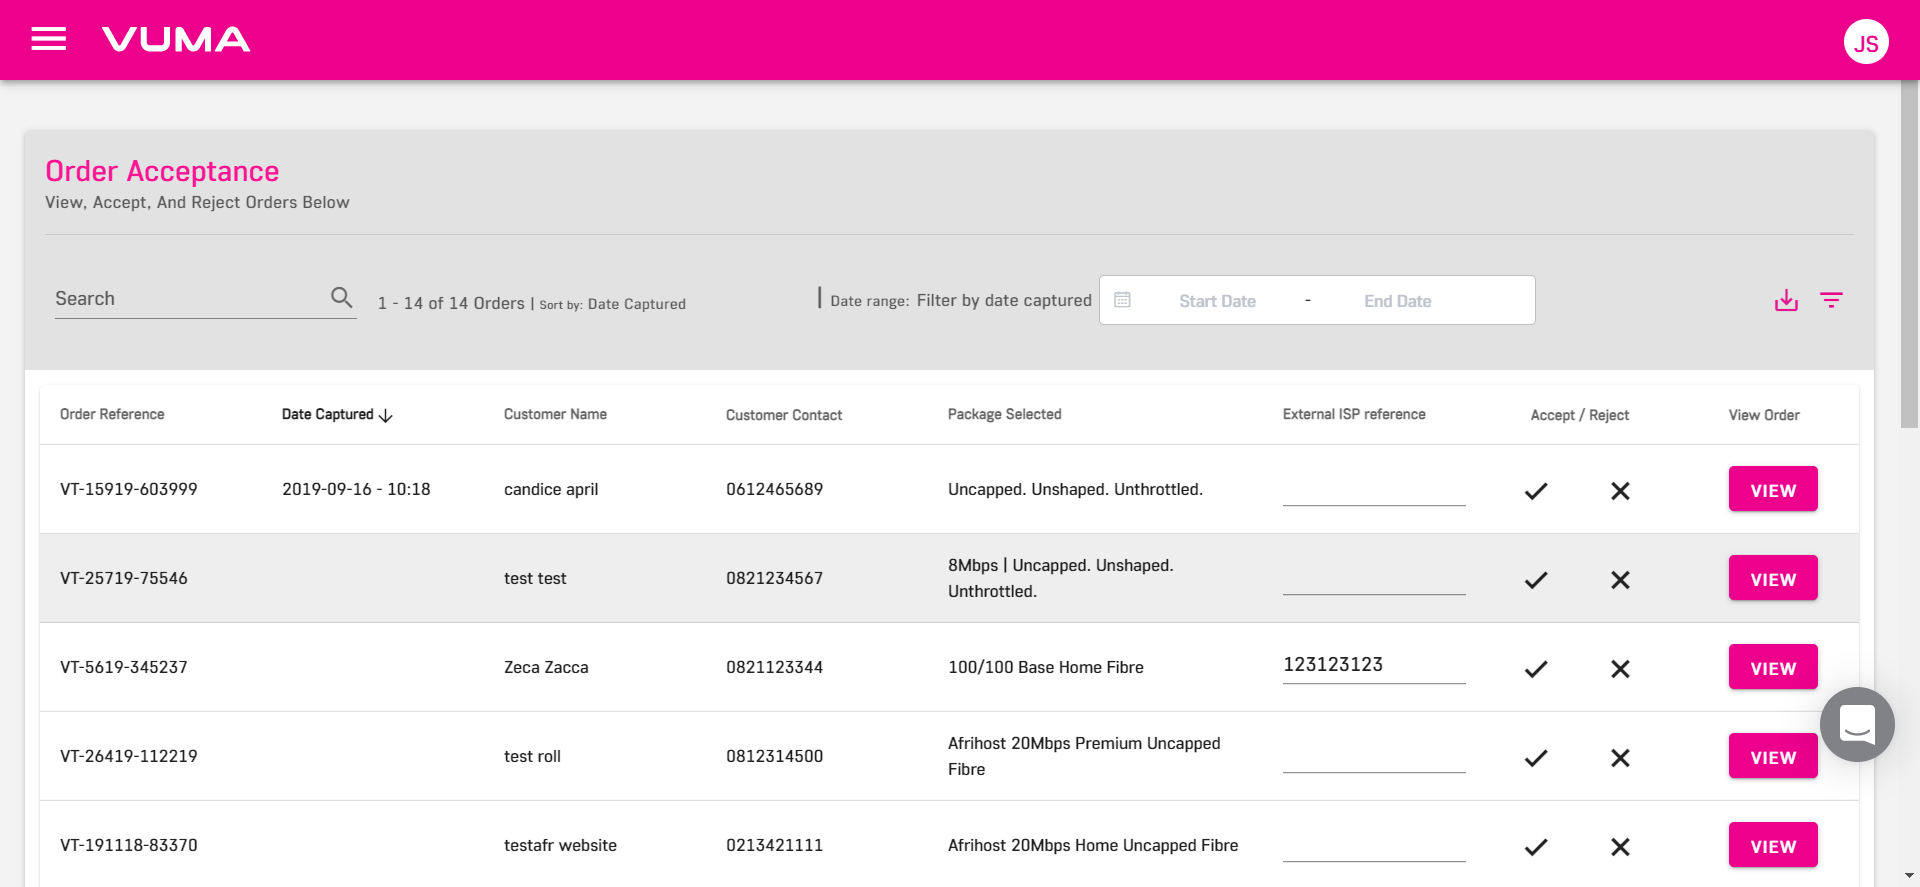 VUMA
JS
Order Acceptance
View, Accept, And Reject Orders Below
Search
1 - 14 of 14 Orders | Sort by: Date Captured
Date range: Filter by date captured
Start Date - End Date
Order Reference Date Captured Customer Name Customer Contact Package Selected External ISP reference Accept / Reject View Order
VT-15919-603999 2019-09-16 - 10:18 candice april 0612465689 Uncapped. Unshaped. Unthrottled. VIEW
VT-25719-75546 test test 0821234567 8Mbps | Uncapped. Unshaped.
Unthrottled.
VIEW
VT-5619-345237 Zeca Zacca 0821123344 100/100 Base Home Fibre 123123123 VIEW
VT-26419-112219 test roll 0812314500 Afrihost 20Mbps Premium Uncapped
Fibre
VIEW
VT-191118-83370 testafr website 0213421111 Afrihost 20Mbps Home Uncapped Fibre VIEW